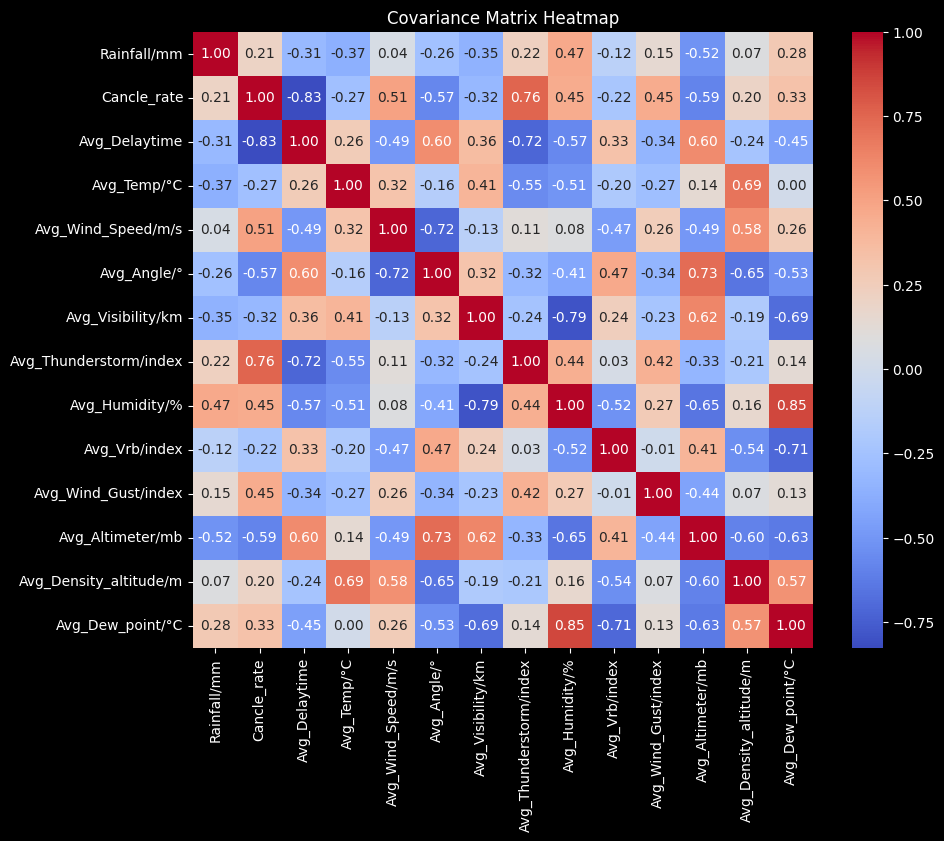 Covariance Matrix Heatmap
Rainfall/mm 1.00 0.21 -0.31 -0.37 0.04 -0.26 -0.35 0.22 0.47 -0.12 0.15 -0.52 0.07 0.28
Cancle_rate 0.21 1.00 -0.83 -0.27 0.51 -0.57 -0.32 0.76 0.45 -0.22 0.45 -0.59 0.20 0.33
Avg_Delaytime -0.31 -0.83 1.00 0.26 -0.49 0.60 0.36 -0.72 -0.57 0.33 -0.34 0.60 -0.24 -0.45
Avg_Temp/°C -0.37 -0.27 0.26 1.00 0.32 -0.16 0.41 -0.55 -0.51 -0.20 -0.27 0.14 0.69 0.00
Avg_Wind_Speed/m/s 0.04 0.51 -0.49 0.32 1.00 -0.72 -0.13 0.11 0.08 -0.47 0.26 -0.49 0.58 0.26
Avg_Angle/° -0.26 -0.57 0.60 -0.16 -0.72 1.00 0.32 -0.32 -0.41 0.47 -0.34 0.73 -0.65 -0.53
Avg_Visibility/km -0.35 -0.32 0.36 0.41 -0.13 0.32 1.00 -0.24 -0.79 0.24 -0.23 0.62 -0.19 -0.69
Avg_Thunderstorm/index 0.22 0.76 -0.72 -0.55 0.11 -0.32 -0.24 1.00 0.44 0.03 0.42 -0.33 -0.21 0.14
Avg_Humidity/% 0.47 0.45 -0.57 -0.51 0.08 -0.41 -0.79 0.44 1.00 -0.52 0.27 -0.65 0.16 0.85
Avg_Vrb/index -0.12 -0.22 0.33 -0.20 -0.47 0.47 0.24 0.03 -0.52 1.00 -0.01 0.41 -0.54 -0.71
Avg_Wind_Gust/index 0.15 0.45 -0.34 -0.27 0.26 -0.34 -0.23 0.42 0.27 -0.01 1.00 -0.44 0.07 0.13
Avg_Altimeter/mb -0.52 -0.59 0.60 0.14 -0.49 0.73 0.62 -0.33 -0.65 0.41 -0.44 1.00 -0.60 -0.63
Avg_Density_altitude/m 0.07 0.20 -0.24 0.69 0.58 -0.65 -0.19 -0.21 0.16 -0.54 0.07 -0.60 1.00 0.57
Avg_Dew_point/°C 0.28 0.33 -0.45 0.00 0.26 -0.53 -0.69 0.14 0.85 -0.71 0.13 -0.63 0.57 1.00
Rainfall/mm
Cancle_rate
Avg_Delaytime
Avg_Temp/°C
Avg_Wind_Speed/m/s
Avg_Angle/°
Avg_Visibility/km
Avg_Thunderstorm/index
Avg_Humidity/%
Avg_Vrb/index
Avg_Wind_Gust/index
Avg_Altimeter/mb
Avg_Density_altitude/m
Avg_Dew_point/°C
1.00
0.75
0.50
0.25
0.00
−0.25
−0.50
−0.75